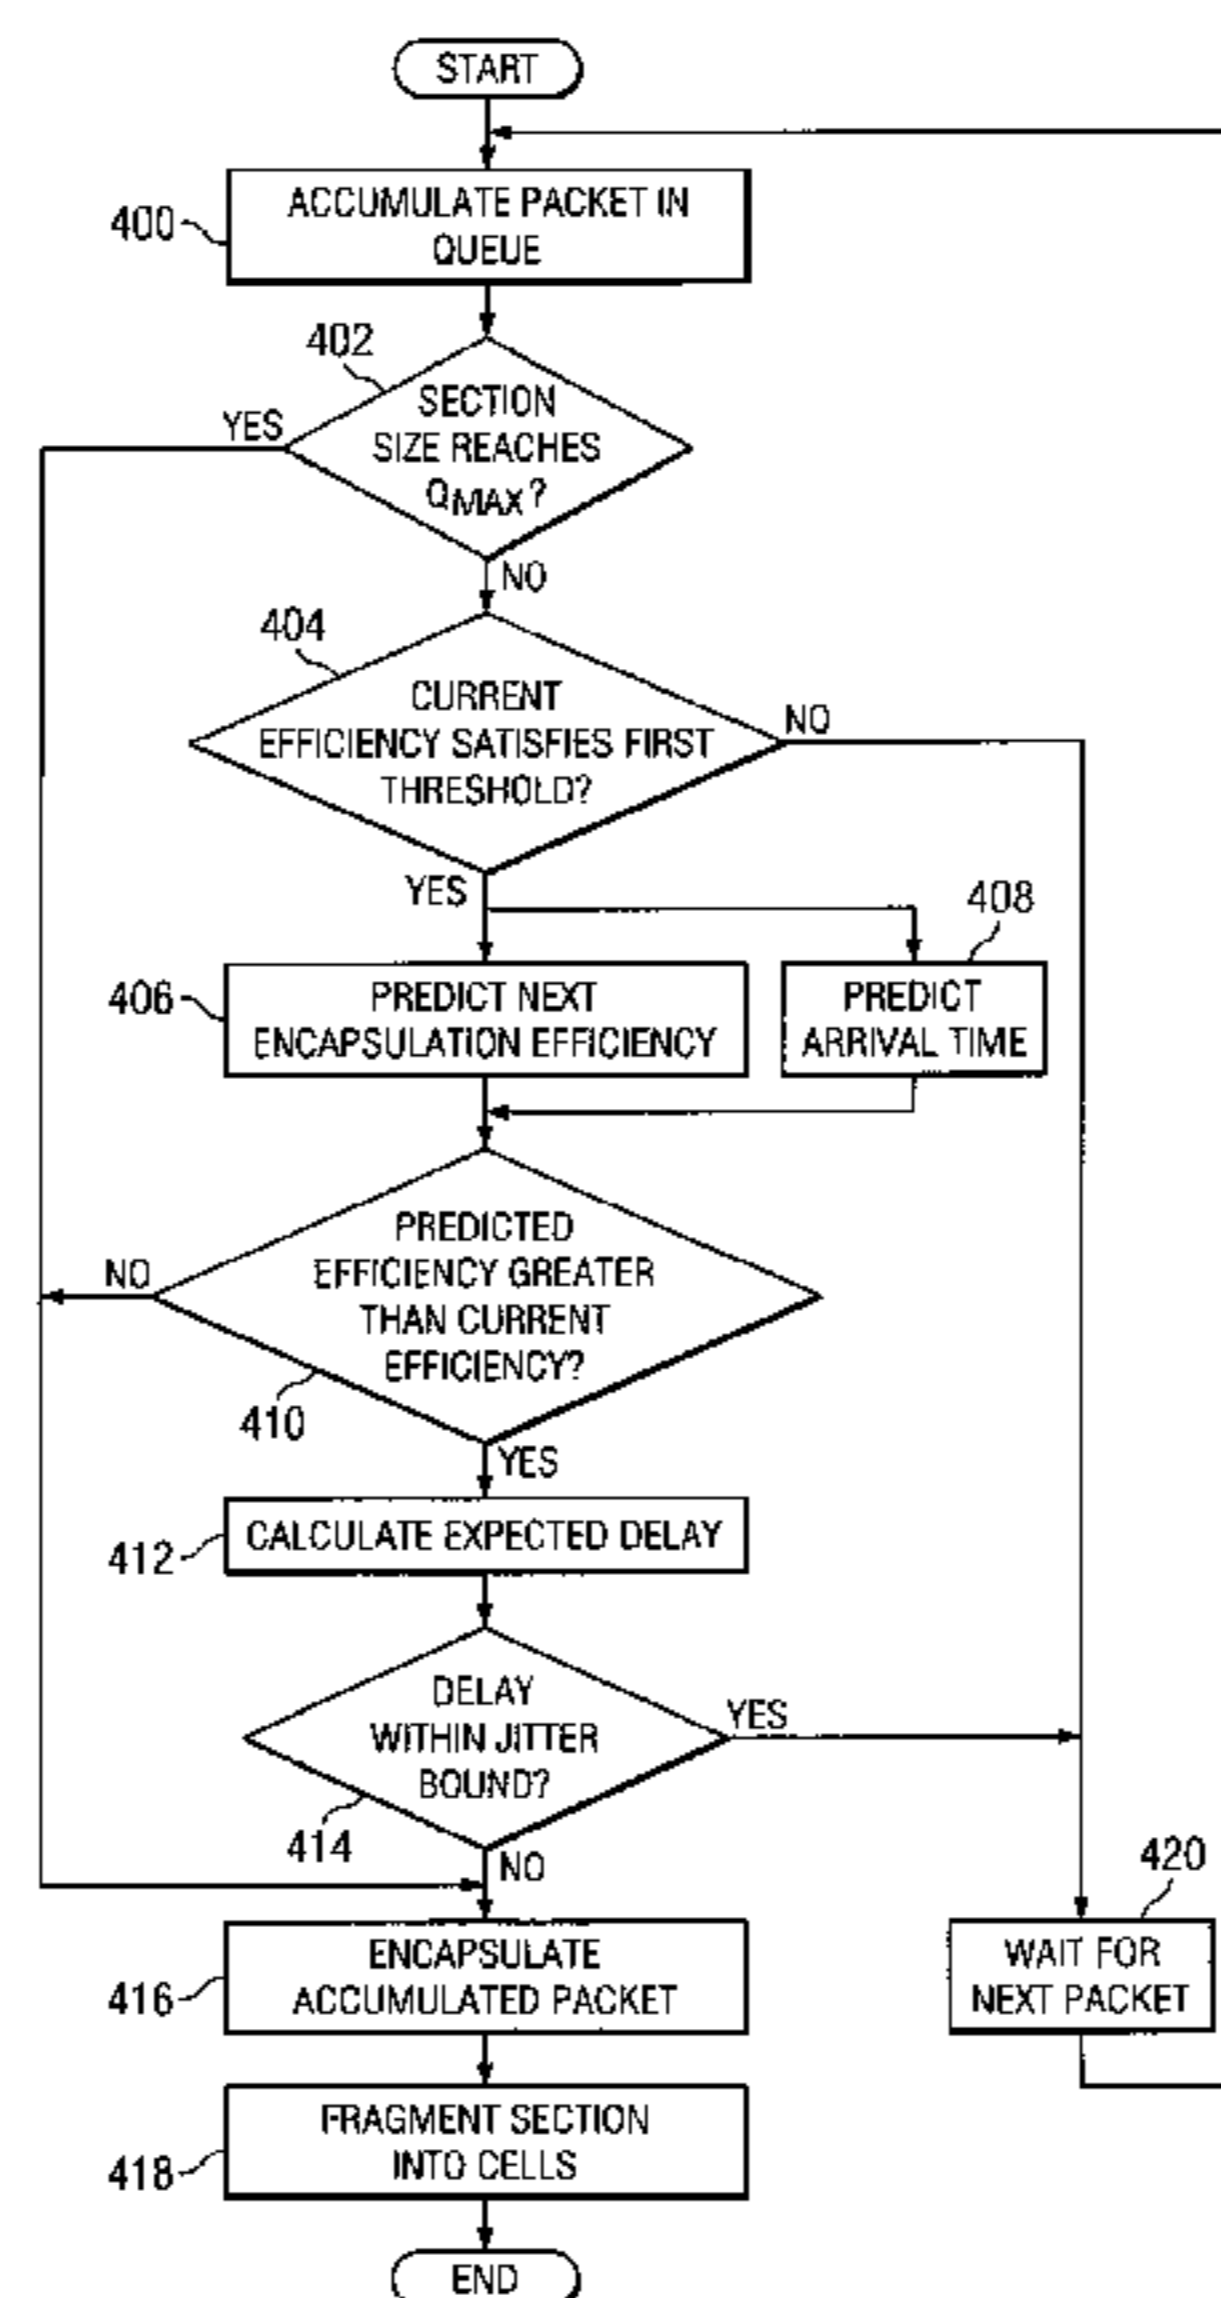 START
400
ACCUMULATE PACKET IN
QUEUE
402
YES
SECTION
SIZE REACHES
QMAX?
NO
404
CURRENT
EFFICIENCY SATISFIES FIRST
THRESHOLD?
NO
YES
408
406
PREDICT NEXT
ENCAPSULATION EFFICIENCY
PREDICT
ARRIVAL TIME
NO
PREDICTED
EFFICIENCY GREATER
THAN CURRENT
EFFICIENCY?
410
YES
412
CALCULATE EXPECTED DELAY
DELAY
WITHIN JITTER
BOUND?
YES
414
NO
420
416
ENCAPSULATE
ACCUMULATED PACKET
WAIT FOR
NEXT PACKET
418
FRAGMENT SECTION
INTO CELLS
END